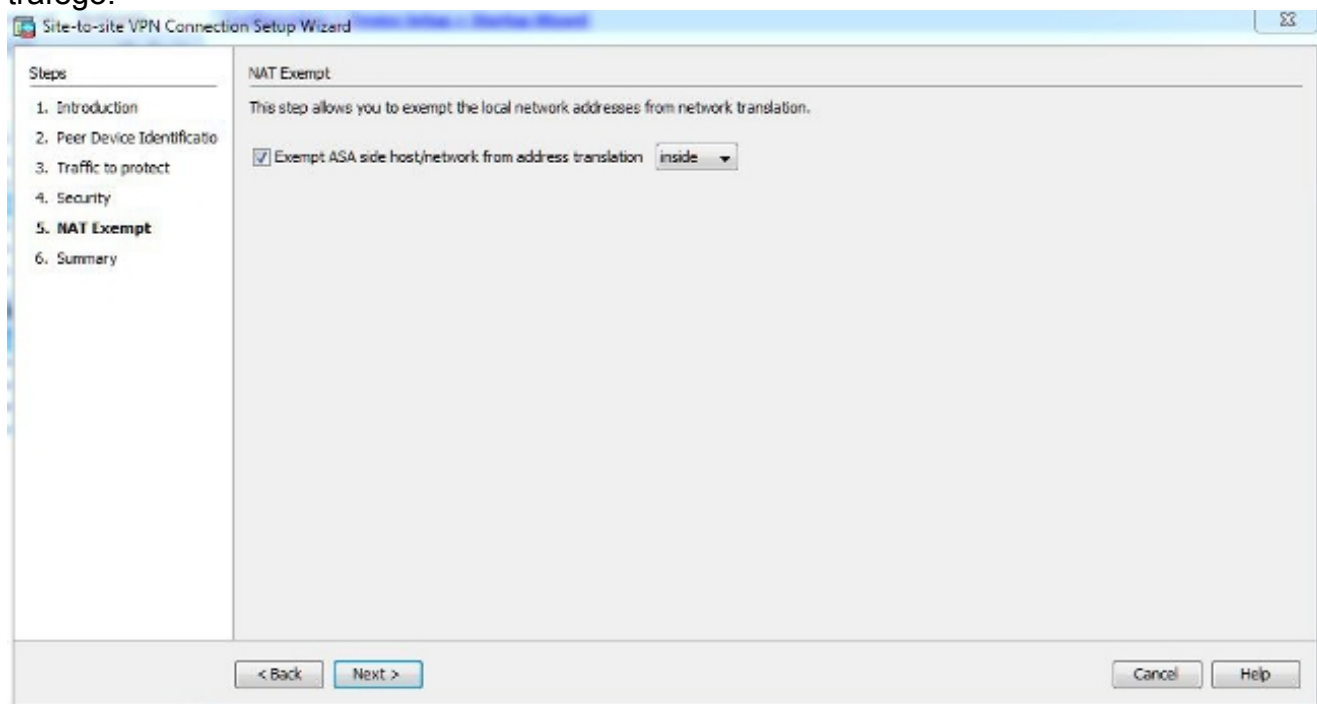 tráfego.
Site-to-site VPN Connection Setup Wizard
Steps
1. Introduction
2. Peer Device Identificatio
3. Traffic to protect
4. Security
5. NAT Exempt
6. Summary
NAT Exempt
This step allows you to exempt the local network addresses from network translation.
Exempt ASA side host/network from address translation inside
< Back Next > Cancel Help